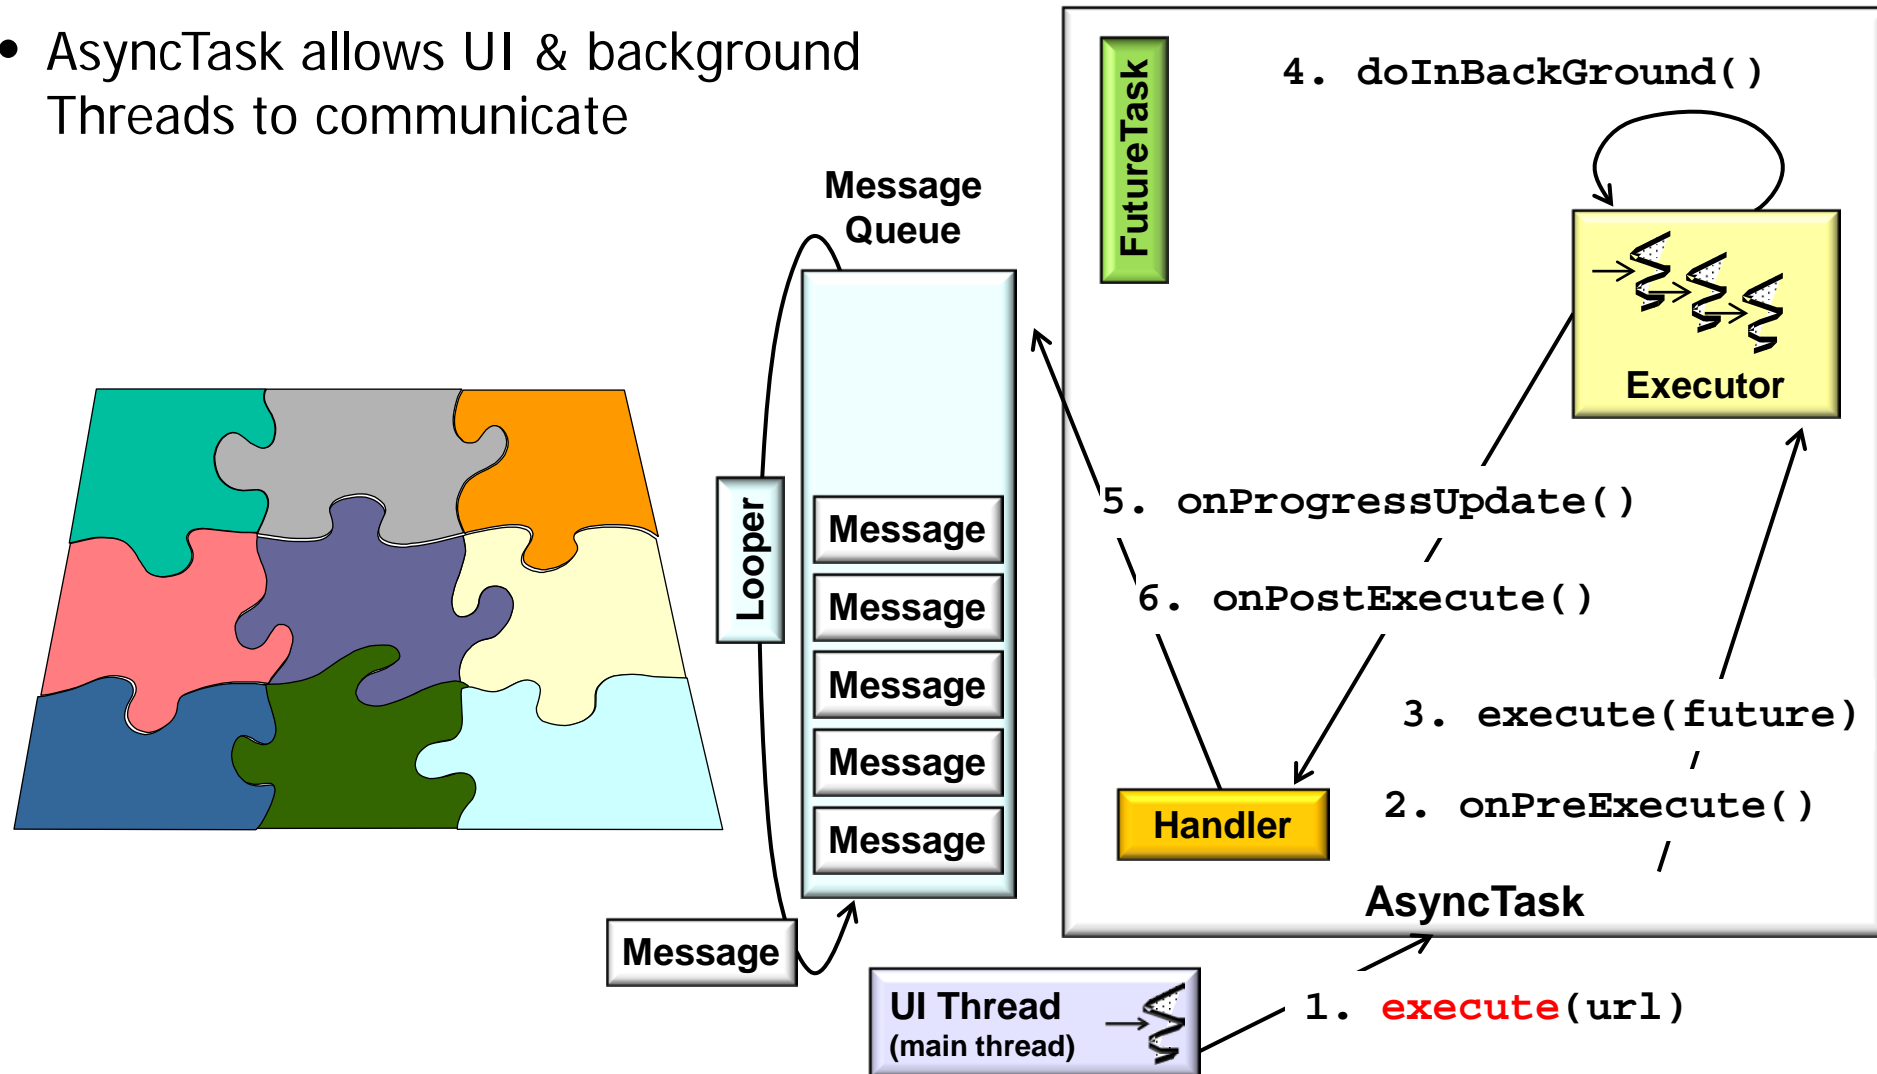 • AsyncTask allows UI & background
Threads to communicate
Message
Queue
Looper
Message
Message
Message
Message
Message
Message
FutureTask
4. doInBackGround()
Executor
5. onProgressUpdate()
6. onPostExecute()
3. execute(future)
2. onPreExecute()
Handler
AsyncTask
UI Thread
(main thread)
1. execute(url)